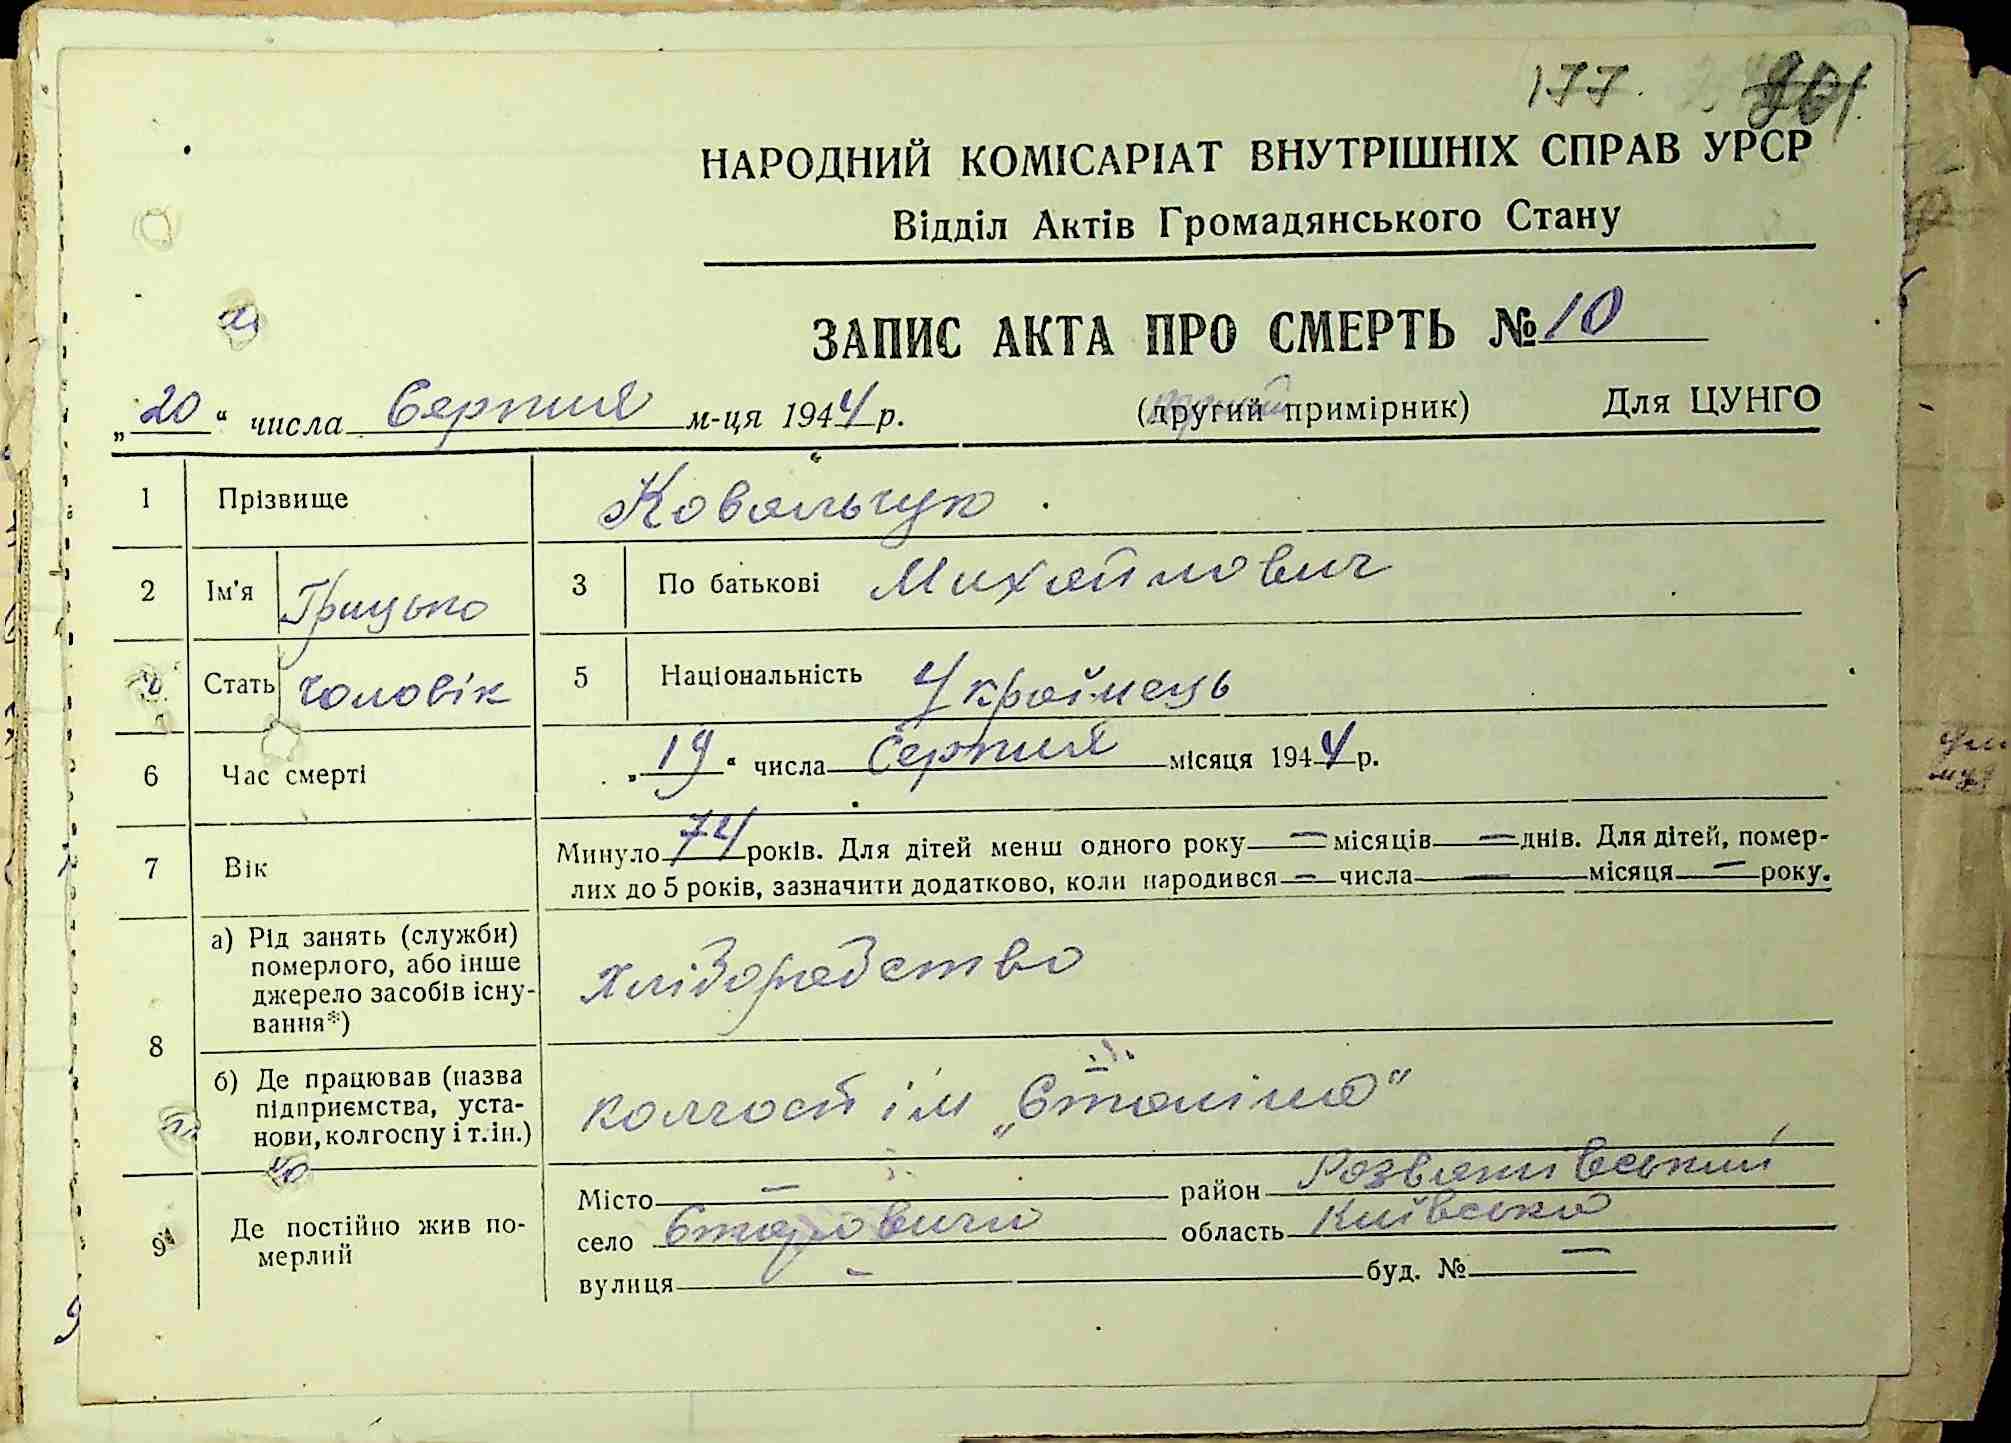 177.
НАРОДНИЙ КОМІСАРІАТ ВНУТРІШНІХ СПРАВ УРСР
Відділ Актів Громадянського Стану
ЗАПИС АКТА ПРО СМЕРТЬ № 10
„20“ числа Серпня м-ця 1944 р. (другий примірник) Для ЦУНГО
1 Прізвище Ковальчук
2 Ім'я Грицько 3 По батькові Михайлович
Стать Чоловік 5 Національність Українець
6 Час смерті „19“ числа Серпня місяця 1944 р.
7 Вік Минуло 74 років. Для дітей менш одного року — місяців — днів. Для дітей, помер-
лих до 5 років, зазначити додатково, коли народився — числа — місяця — року.
8 а) Рід занять (служби) померлого, або інше джерело засобів існу-вання*) хліборобство
б) Де працював (назва підприємства, уста-нови, колгоспу і т. ін.) колгосп ім „Сталіна“
9 Де постійно жив по-мерлий Місто — район Розважівський
село Старовичи область Київська
вулиця — буд. № —